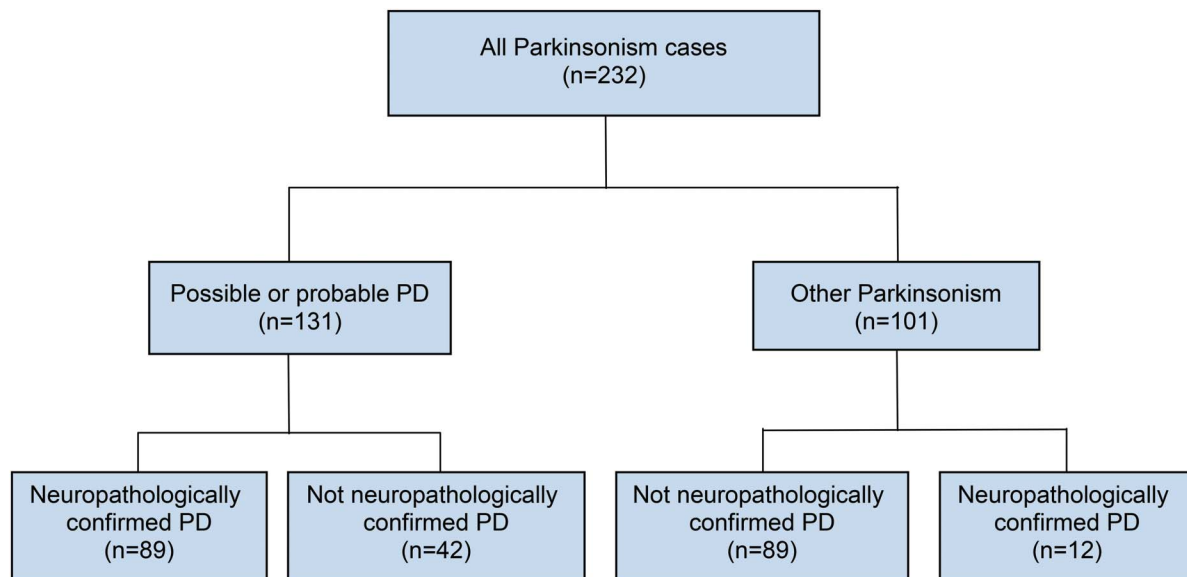 All Parkinsonism cases
(n=232)
Possible or probable PD
(n=131)
Other Parkinsonism
(n=101)
Neuropathologically
confirmed PD
(n=89)
Not neuropathologically
confirmed PD
(n=42)
Not neuropathologically
confirmed PD
(n=89)
Neuropathologically
confirmed PD
(n=12)